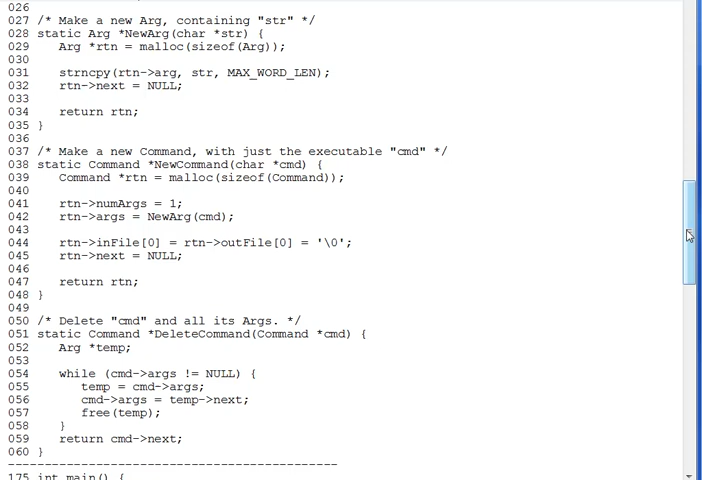 026
027 /* Make a new Arg, containing "str" */
028 static Arg *NewArg(char *str) {
029    Arg *rtn = malloc(sizeof(Arg));
030
031    strncpy(rtn->arg, str, MAX_WORD_LEN);
032    rtn->next = NULL;
033
034    return rtn;
035 }
036
037 /* Make a new Command, with just the executable "cmd" */
038 static Command *NewCommand(char *cmd) {
039    Command *rtn = malloc(sizeof(Command));
040
041    rtn->numArgs = 1;
042    rtn->args = NewArg(cmd);
043
044    rtn->inFile[0] = rtn->outFile[0] = '\0';
045    rtn->next = NULL;
046
047    return rtn;
048 }
049
050 /* Delete "cmd" and all its Args. */
051 static Command *DeleteCommand(Command *cmd) {
052    Arg *temp;
053
054    while (cmd->args != NULL) {
055       temp = cmd->args;
056       cmd->args = temp->next;
057       free(temp);
058    }
059    return cmd->next;
060 }
---------------------------------------------
175 int main() {